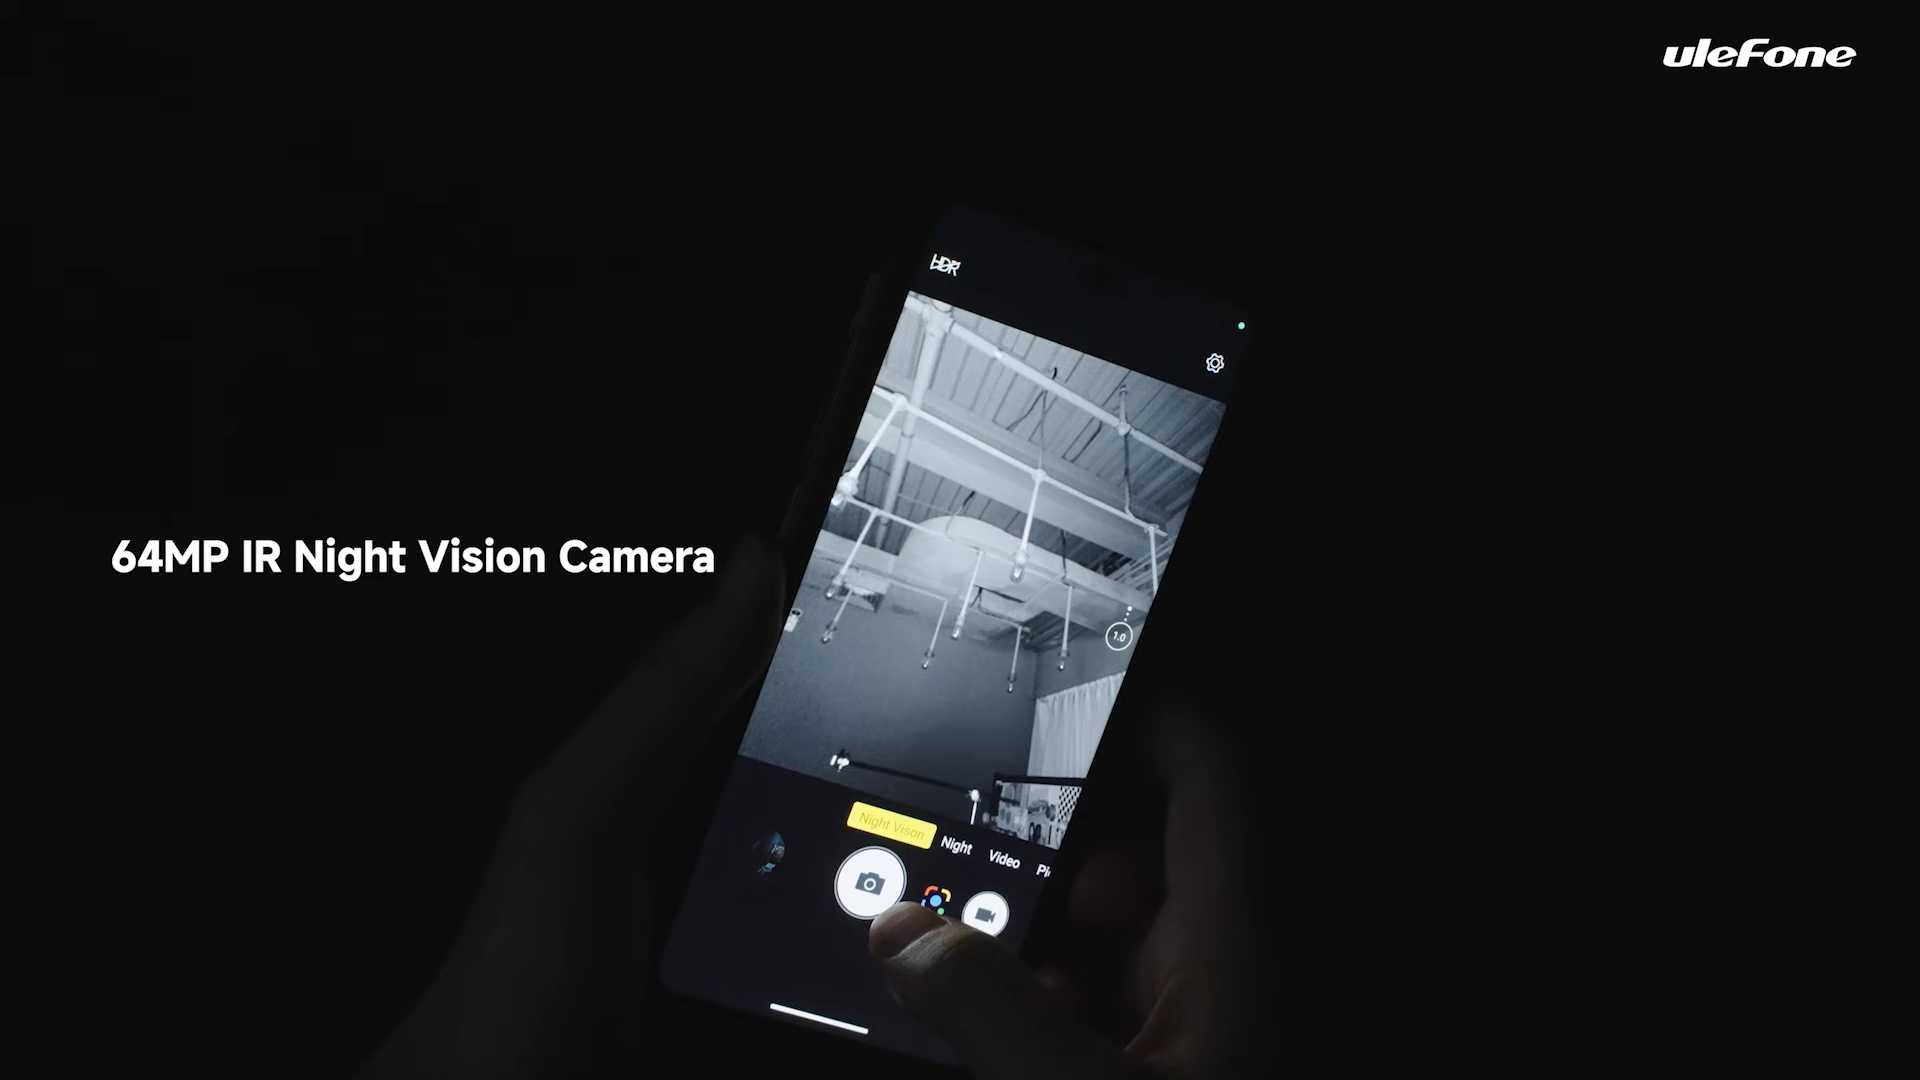 ulefone
HDR
64MP IR Night Vision Camera
1.0
Night Vison
Night
Video